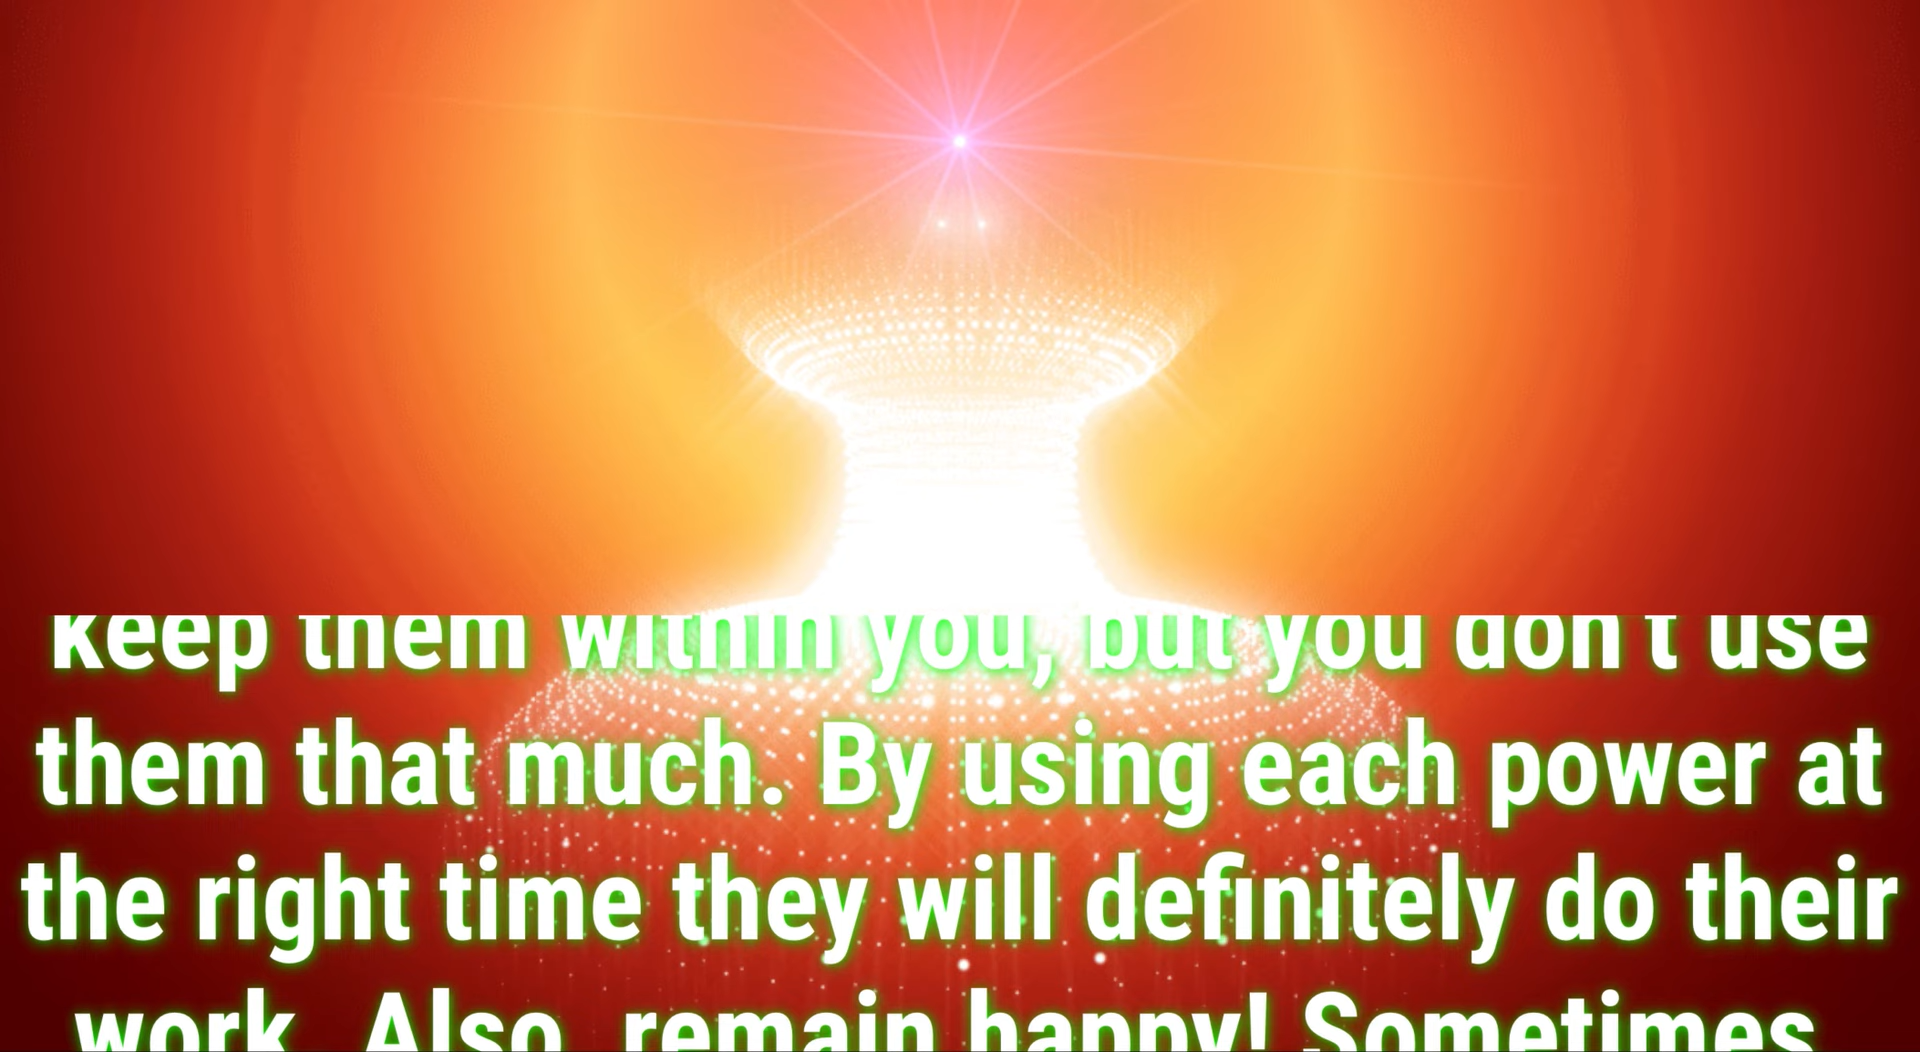 keep them within you, but you don't use
them that much. By using each power at
the right time they will definitely do their
work. Also, remain happy! Sometimes,